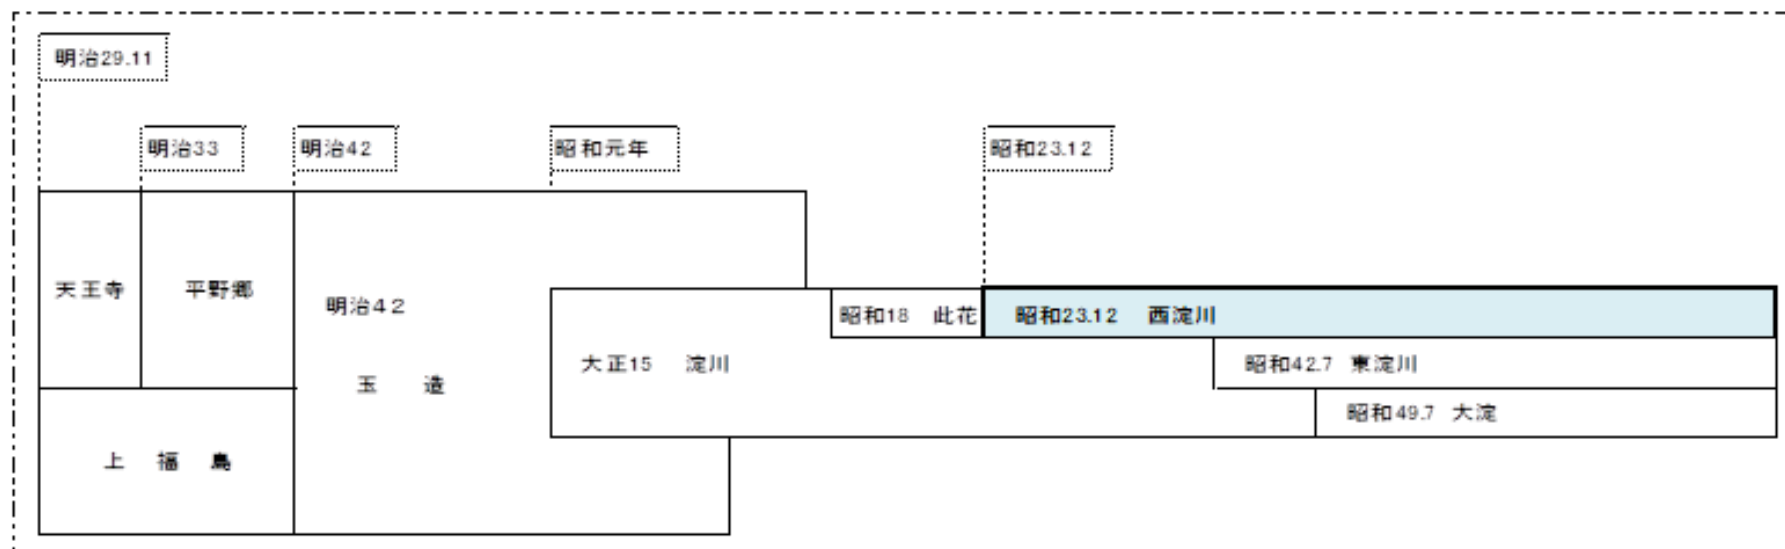 明治29.11
明治33
明治42
昭和元年
昭和23.12
天王寺
平野郷
明治42
玉 造
上 福 島
大正15 淀川
昭和18 此花
昭和23.12 西淀川
昭和42.7 東淀川
昭和49.7 大淀